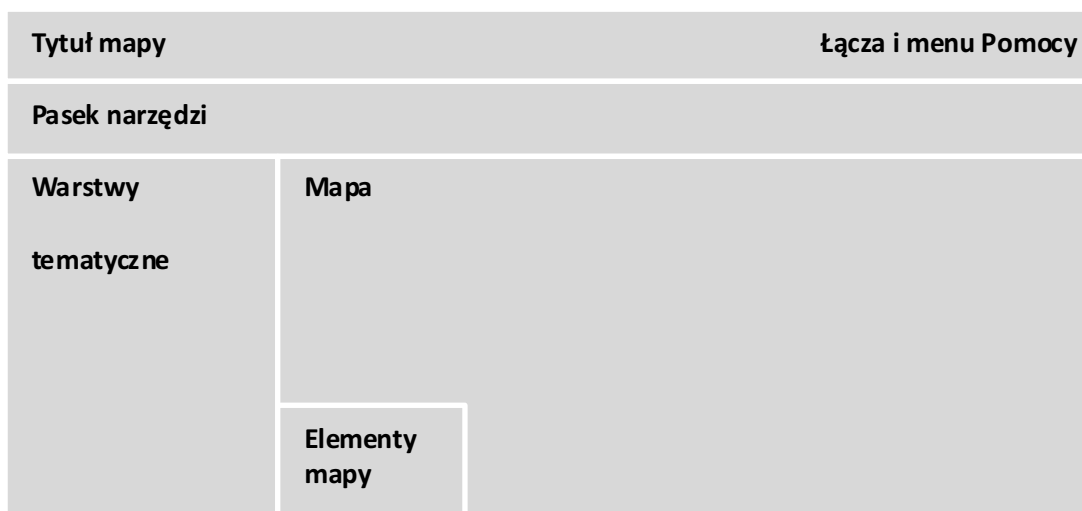 Tytuł mapy
Łącza i menu Pomocy
Pasek narzędzi
Warstwy
tematyczne
Mapa
Elementy
mapy